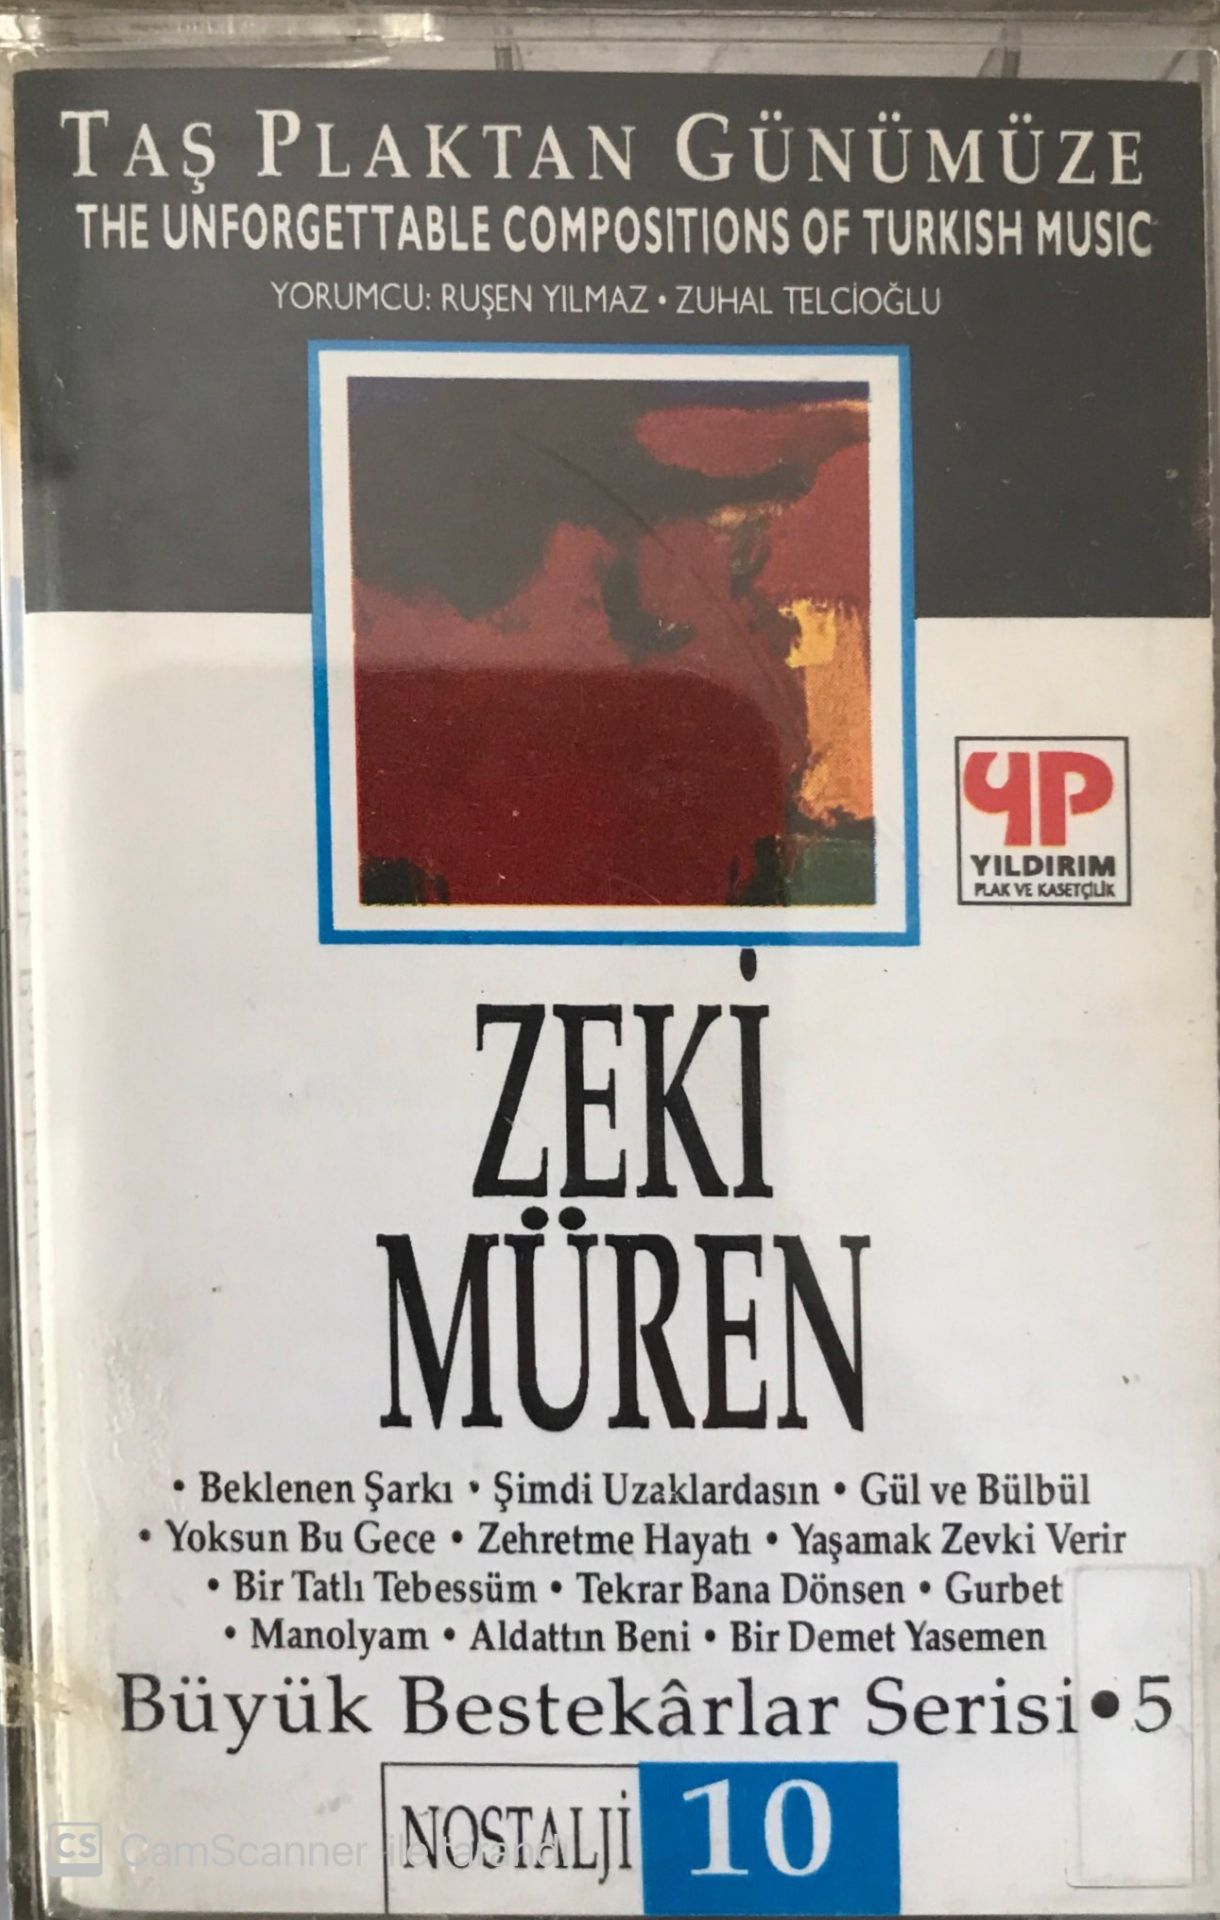 TAŞ PLAKTAN GÜNÜMÜZE
THE UNFORGETTABLE COMPOSITIONS OF TURKISH MUSIC
YORUMCU: RUŞEN YILMAZ • ZUHAL TELCİOĞLU
YP
YILDIRIM
PLAK VE KASETÇİLİK
ZEKİ
MÜREN
• Beklenen Şarkı • Şimdi Uzaklardasın • Gül ve Bülbül
• Yoksun Bu Gece • Zehretme Hayatı • Yaşamak Zevki Verir
• Bir Tatlı Tebessüm • Tekrar Bana Dönsen • Gurbet
• Manolyam • Aldattın Beni • Bir Demet Yasemen
Büyük Bestekârlar Serisi • 5
NOSTALJİ 10
CS CamScanner ile tarandı